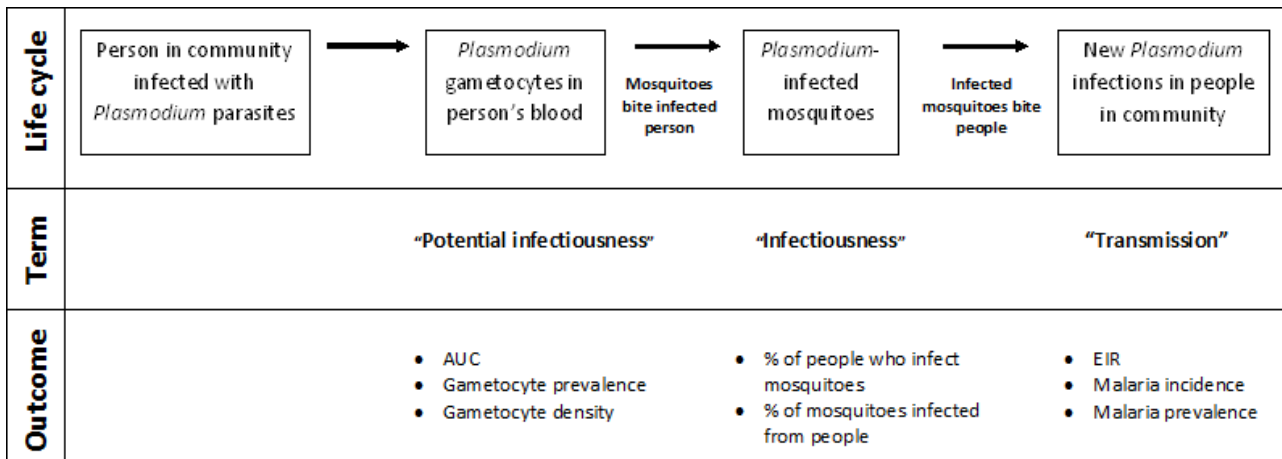 Life cycle
Person in community
infected with
Plasmodium parasites
Plasmodium
gametocytes in
person's blood
Mosquitoes
bite infected
person
Plasmodium-
infected
mosquitoes
Infected
mosquitoes bite
people
New Plasmodium
infections in people
in community
Term
"Potential infectiousness"
"Infectiousness"
“Transmission”
Outcome
• AUC
• Gametocyte prevalence
• Gametocyte density
• % of people who infect
mosquitoes
• % of mosquitoes infected
from people
• EIR
• Malaria incidence
• Malaria prevalence